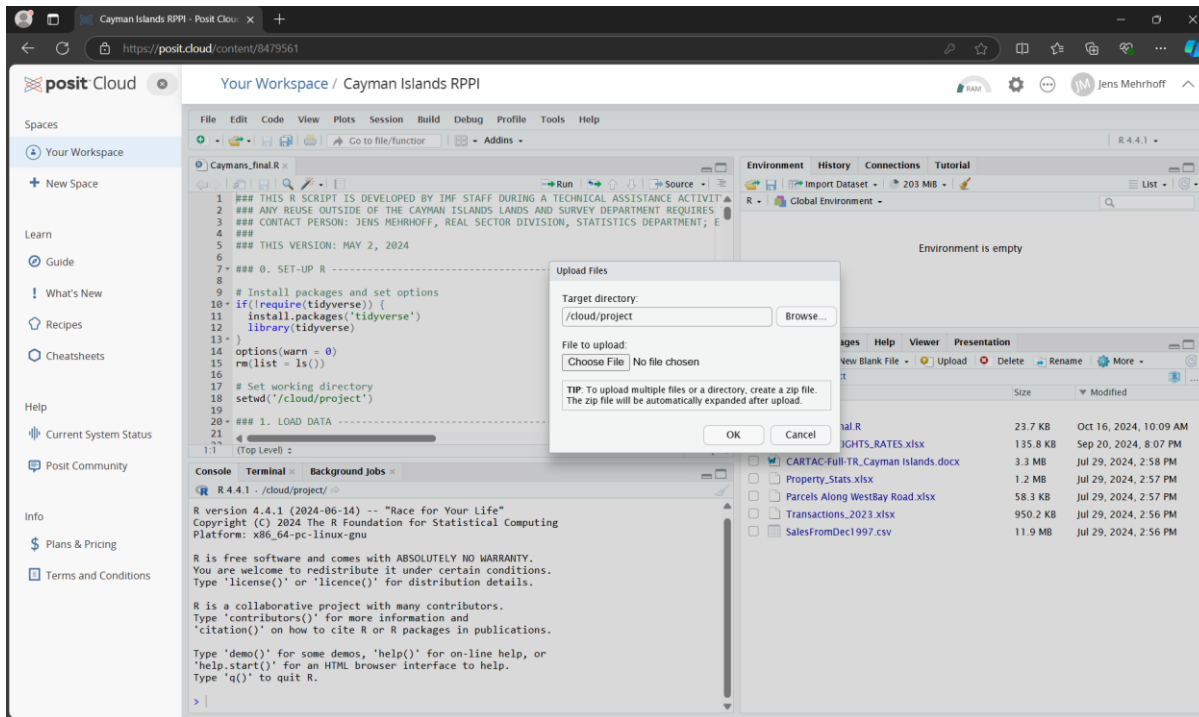 Cayman Islands RPPI - Posit Clou
https://posit.cloud/content/8479561
posit Cloud
Your Workspace / Cayman Islands RPPI
RAM
JM
Jens Mehrhoff
Spaces
Your Workspace
New Space
Learn
Guide
What's New
Recipes
Cheatsheets
Help
Current System Status
Posit Community
Info
Plans & Pricing
Terms and Conditions
File Edit Code View Plots Session Build Debug Profile Tools Help
Go to file/function
Addins
R 4.4.1
Caymans_final.R
Run
Source
1 ### THIS R SCRIPT IS DEVELOPED BY IMF STAFF DURING A TECHNICAL ASSISTANCE ACTIVIT
2 ### ANY REUSE OUTSIDE OF THE CAYMAN ISLANDS LANDS AND SURVEY DEPARTMENT REQUIRES
3 ### CONTACT PERSON: JENS MEHRHOFF, REAL SECTOR DIVISION, STATISTICS DEPARTMENT; E
4 ###
5 ### THIS VERSION: MAY 2, 2024
6
7 ### 0. SET-UP R ----------------------------------
8
9 # Install packages and set options
10 if(!require(tidyverse)) {
11 install.packages('tidyverse')
12 library(tidyverse)
13 }
14 options(warn = 0)
15 rm(list = ls())
16
17 # Set working directory
18 setwd('/cloud/project')
19
20 ### 1. LOAD DATA ---------------------------------
21
1:1 (Top Level)
Console Terminal Background Jobs
R 4.4.1 · /cloud/project/
R version 4.4.1 (2024-06-14) -- "Race for Your Life"
Copyright (C) 2024 The R Foundation for Statistical Computing
Platform: x86_64-pc-linux-gnu
R is free software and comes with ABSOLUTELY NO WARRANTY.
You are welcome to redistribute it under certain conditions.
Type 'license()' or 'licence()' for distribution details.
R is a collaborative project with many contributors.
Type 'contributors()' for more information and
'citation()' on how to cite R or R packages in publications.
Type 'demo()' for some demos, 'help()' for on-line help, or
'help.start()' for an HTML browser interface to help.
Type 'q()' to quit R.
>
Upload Files
Target directory:
/cloud/project
Browse...
File to upload:
Choose File No file chosen
TIP: To upload multiple files or a directory, create a zip file.
The zip file will be automatically expanded after upload.
OK Cancel
Environment History Connections Tutorial
Import Dataset 203 MiB
List
R Global Environment
Environment is empty
ages Help Viewer Presentation
New Blank File Upload Delete Rename More
ct
Size Modified
nal.R 23.7 KB Oct 16, 2024, 10:09 AM
IGHTS_RATES.xlsx 135.8 KB Sep 20, 2024, 8:07 PM
CARTAC-Full-TR_Cayman Islands.docx 3.3 MB Jul 29, 2024, 2:58 PM
Property_Stats.xlsx 1.2 MB Jul 29, 2024, 2:57 PM
Parcels Along WestBay Road.xlsx 58.3 KB Jul 29, 2024, 2:57 PM
Transactions_2023.xlsx 950.2 KB Jul 29, 2024, 2:56 PM
SalesFromDec1997.csv 11.9 MB Jul 29, 2024, 2:56 PM